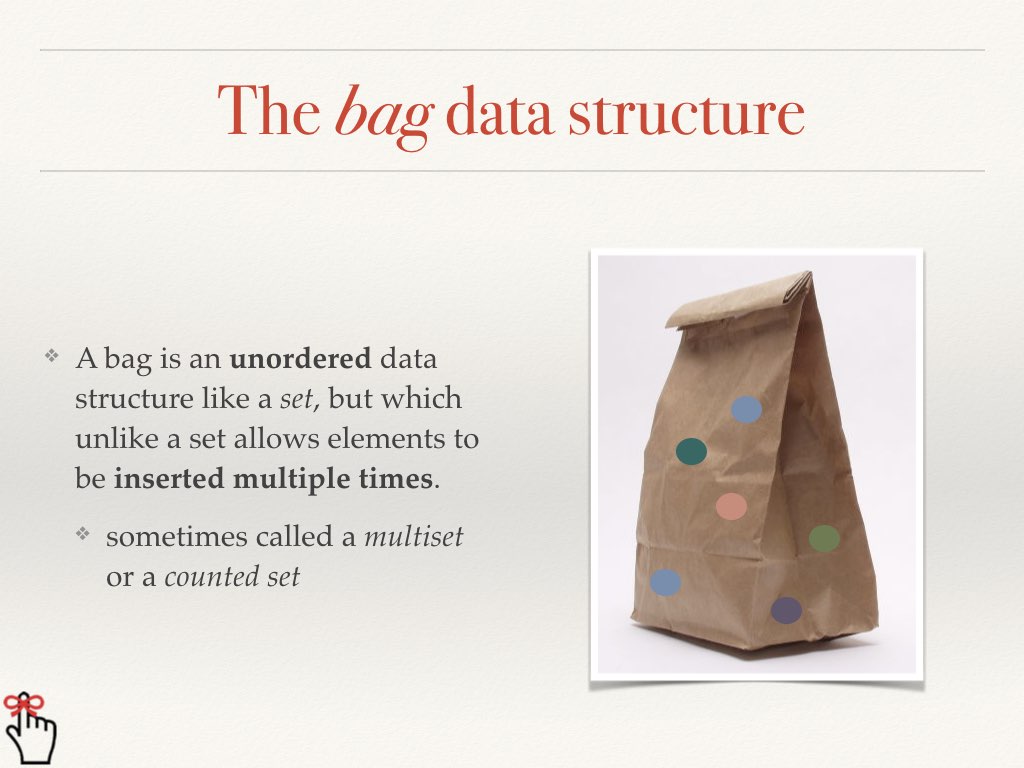 The bag data structure
A bag is an unordered data
structure like a set, but which
unlike a set allows elements to
be inserted multiple times.
sometimes called a multiset
or a counted set